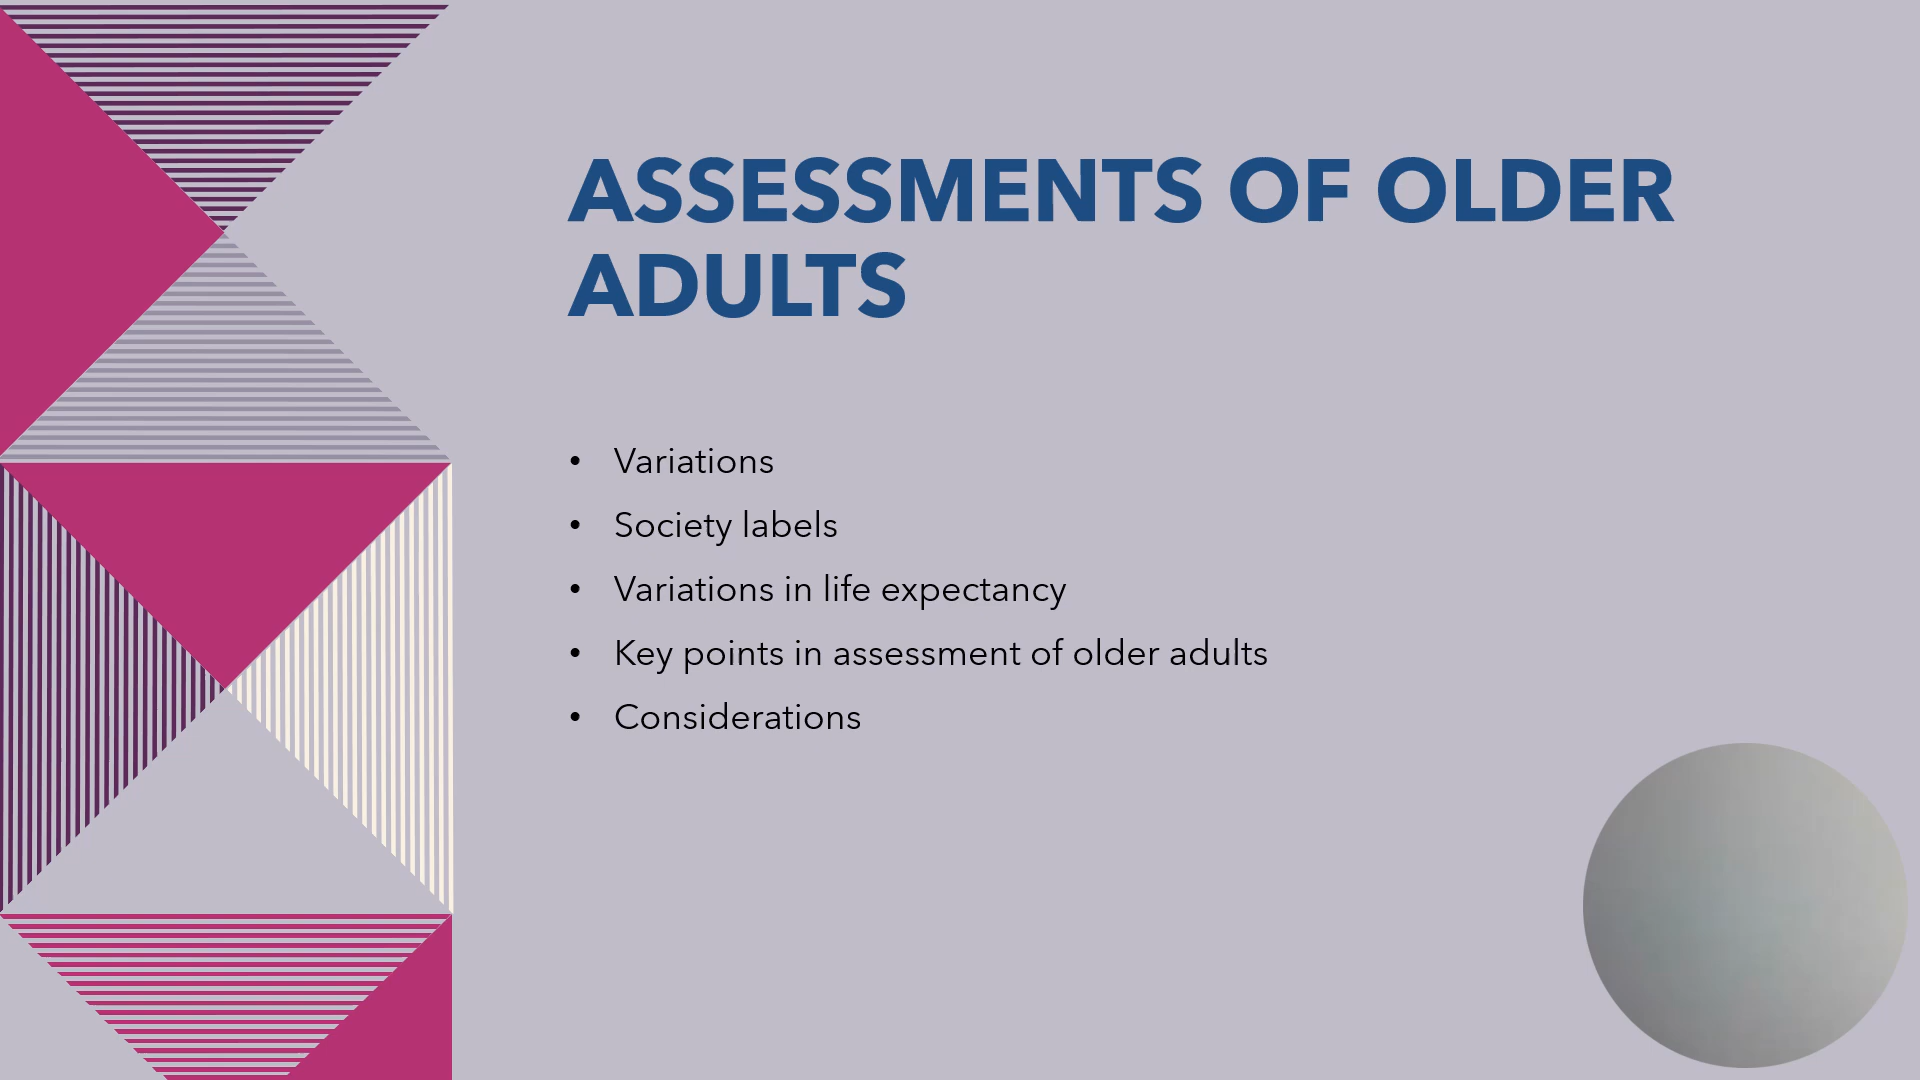 ASSESSMENTS OF OLDER
ADULTS
• Variations
• Society labels
• Variations in life expectancy
• Key points in assessment of older adults
• Considerations